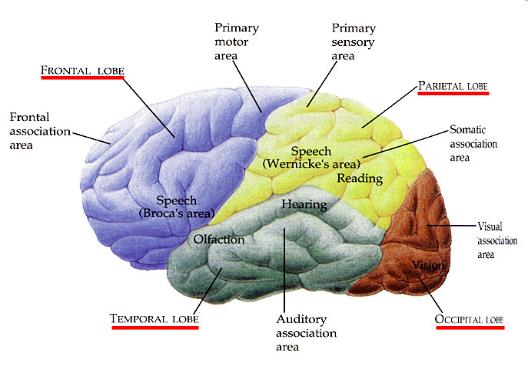 Primary
motor
area
Primary
sensory
area
FRONTAL LOBE
PARIETAL LOBE
Frontal
association
area
Somatic
association
area
Speech
(Wernicke's area)
Reading
Speech
(Broca's area)
Hearing
Olfaction
Visual
association
area
Vision
TEMPORAL LOBE
Auditory
association
area
OCCIPITAL LOBE